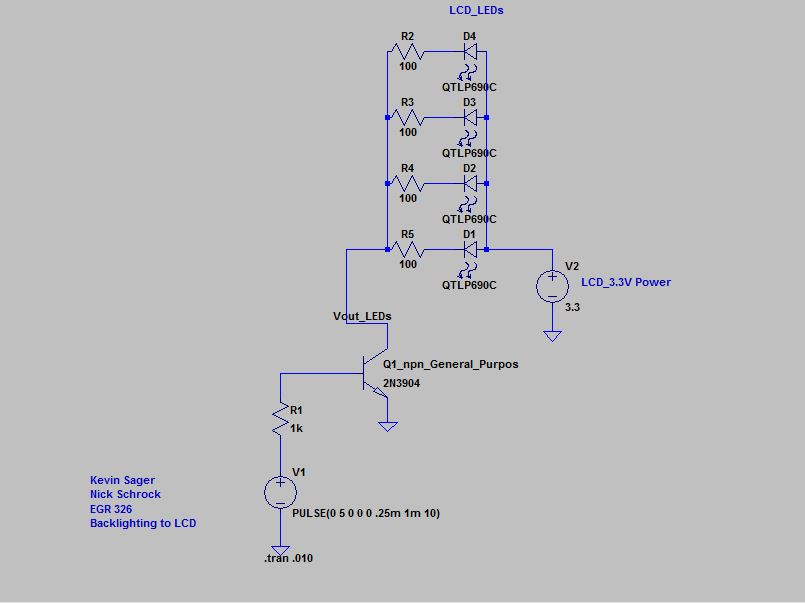 LCD_LEDs
R2
D4
100
QTLP690C
R3
D3
100
QTLP690C
R4
D2
100
QTLP690C
R5
D1
100
QTLP690C
V2
LCD_3.3V Power
3.3
Vout_LEDs
Q1_npn_General_Purpos
2N3904
R1
1k
V1
PULSE(0 5 0 0 0 .25m 1m 10)
Kevin Sager
Nick Schrock
EGR 326
Backlighting to LCD
.tran .010